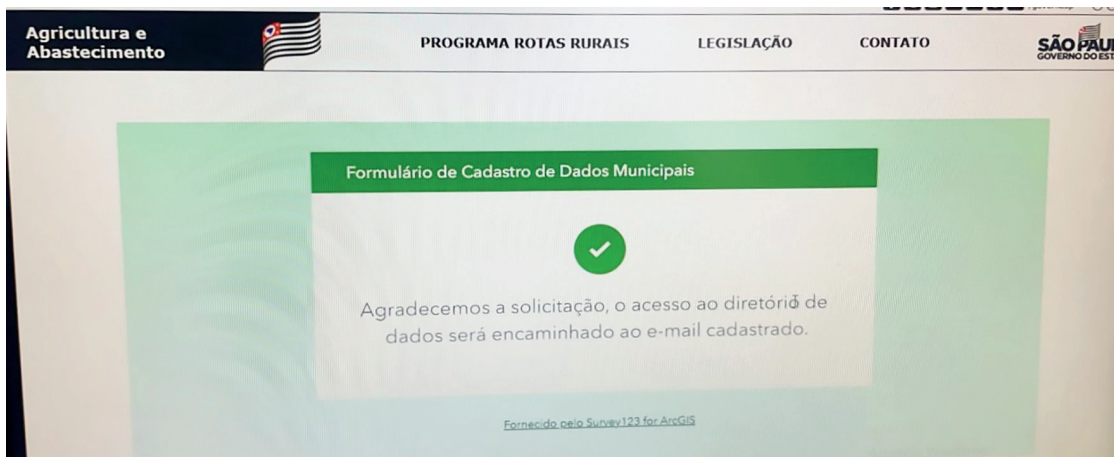 Agricultura e
Abastecimento
PROGRAMA ROTAS RURAIS
LEGISLAÇÃO
CONTATO
SÃO PAUL
GOVERNO DO EST
Formulário de Cadastro de Dados Municipais
Agradecemos a solicitação, o acesso ao diretório de
dados será encaminhado ao e-mail cadastrado.
Fornecido pelo Survey123 for ArcGIS